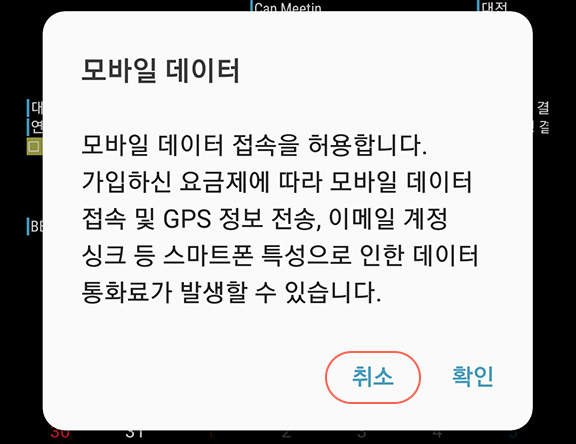 Can Meetin
대전
모바일 데이터
대
결
연
결
모바일 데이터 접속을 허용합니다.
가입하신 요금제에 따라 모바일 데이터
접속 및 GPS 정보 전송, 이메일 계정
BE
싱크 등 스마트폰 특성으로 인한 데이터
통화료가 발생할 수 있습니다.
취소 확인
30 31 1 2 3 4 5